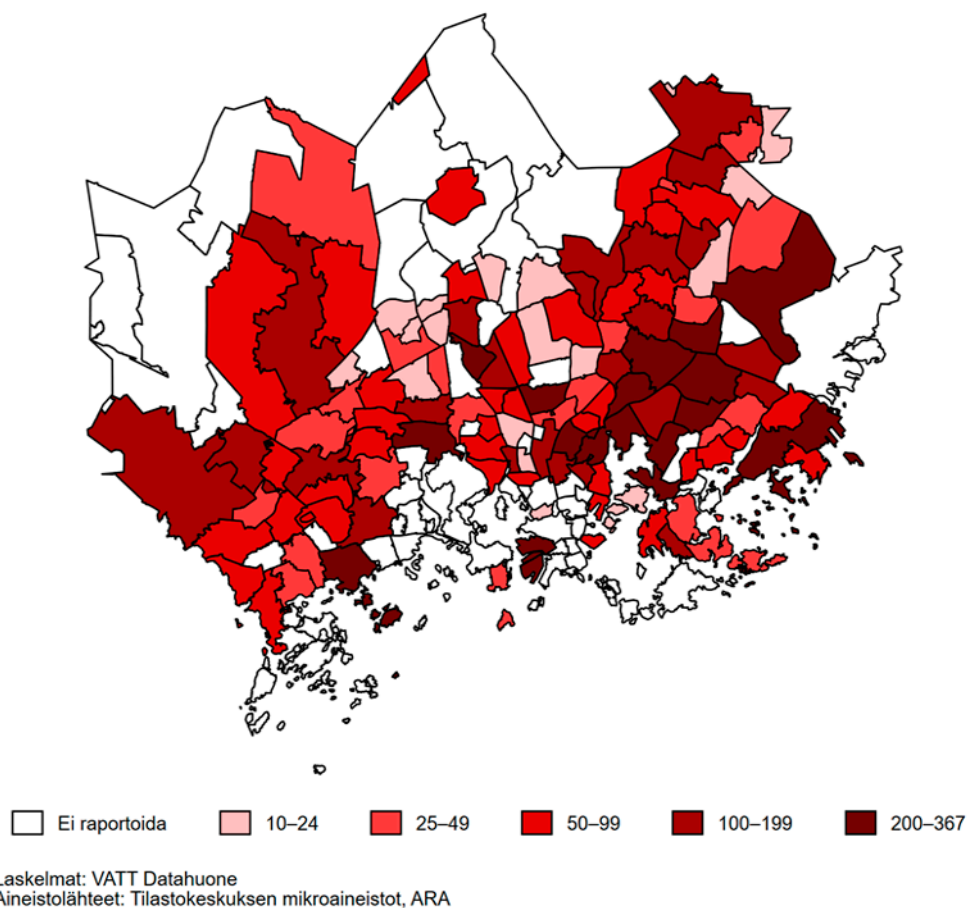 Ei raportoida 10–24 25–49 50–99 100–199 200–367
Laskelmat: VATT Datahuone
Aineistolähteet: Tilastokeskuksen mikroaineistot, ARA